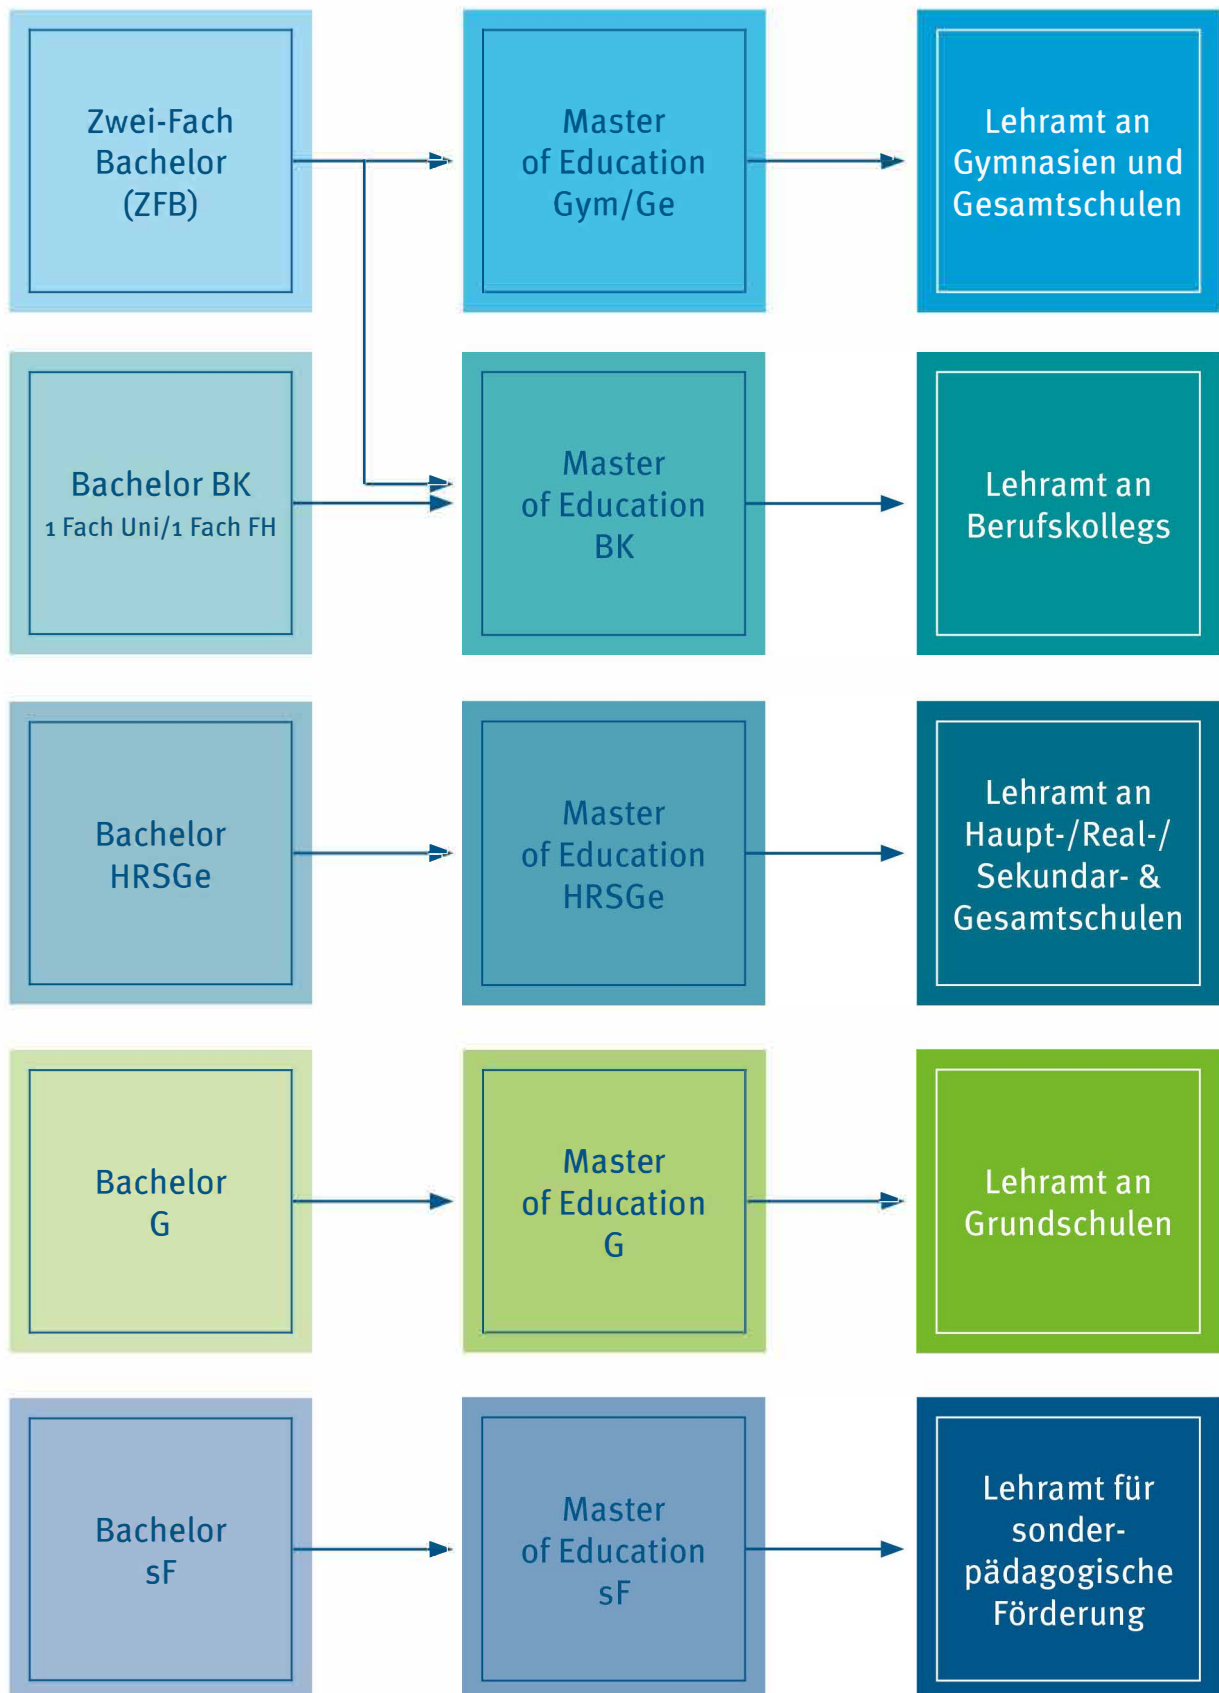 Zwei-Fach
Bachelor
(ZFB)
Master
of Education
Gym/Ge
Lehramt an
Gymnasien und
Gesamtschulen
Bachelor BK
1 Fach Uni/1 Fach FH
Master
of Education
BK
Lehramt an
Berufskollegs
Bachelor
HRSGe
Master
of Education
HRSGe
Lehramt an
Haupt-/Real-/
Sekundar- &
Gesamtschulen
Bachelor
G
Master
of Education
G
Lehramt an
Grundschulen
Bachelor
sF
Master
of Education
sF
Lehramt für
sonder-
pädagogische
Förderung